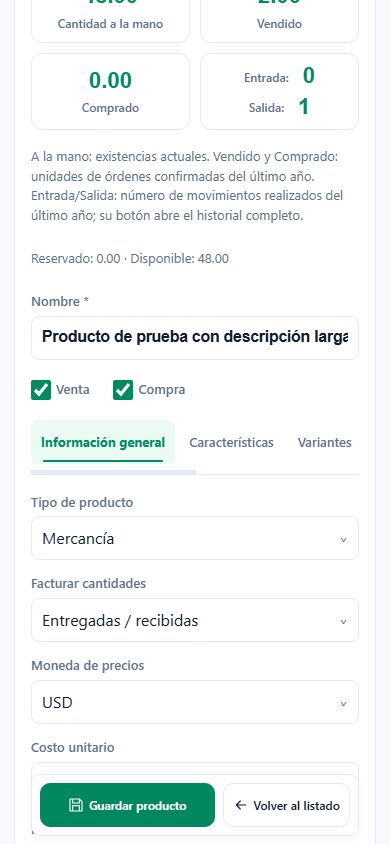 Cantidad a la mano
Vendido
0.00
Comprado
Entrada: 0
Salida: 1
A la mano: existencias actuales. Vendido y Comprado:
unidades de órdenes confirmadas del último año.
Entrada/Salida: número de movimientos realizados del
último año; su botón abre el historial completo.
Reservado: 0.00 · Disponible: 48.00
Nombre *
Producto de prueba con descripción larga
Venta
Compra
Información general
Características
Variantes
Tipo de producto
Mercancía
Facturar cantidades
Entregadas / recibidas
Moneda de precios
USD
Costo unitario
Guardar producto
Volver al listado